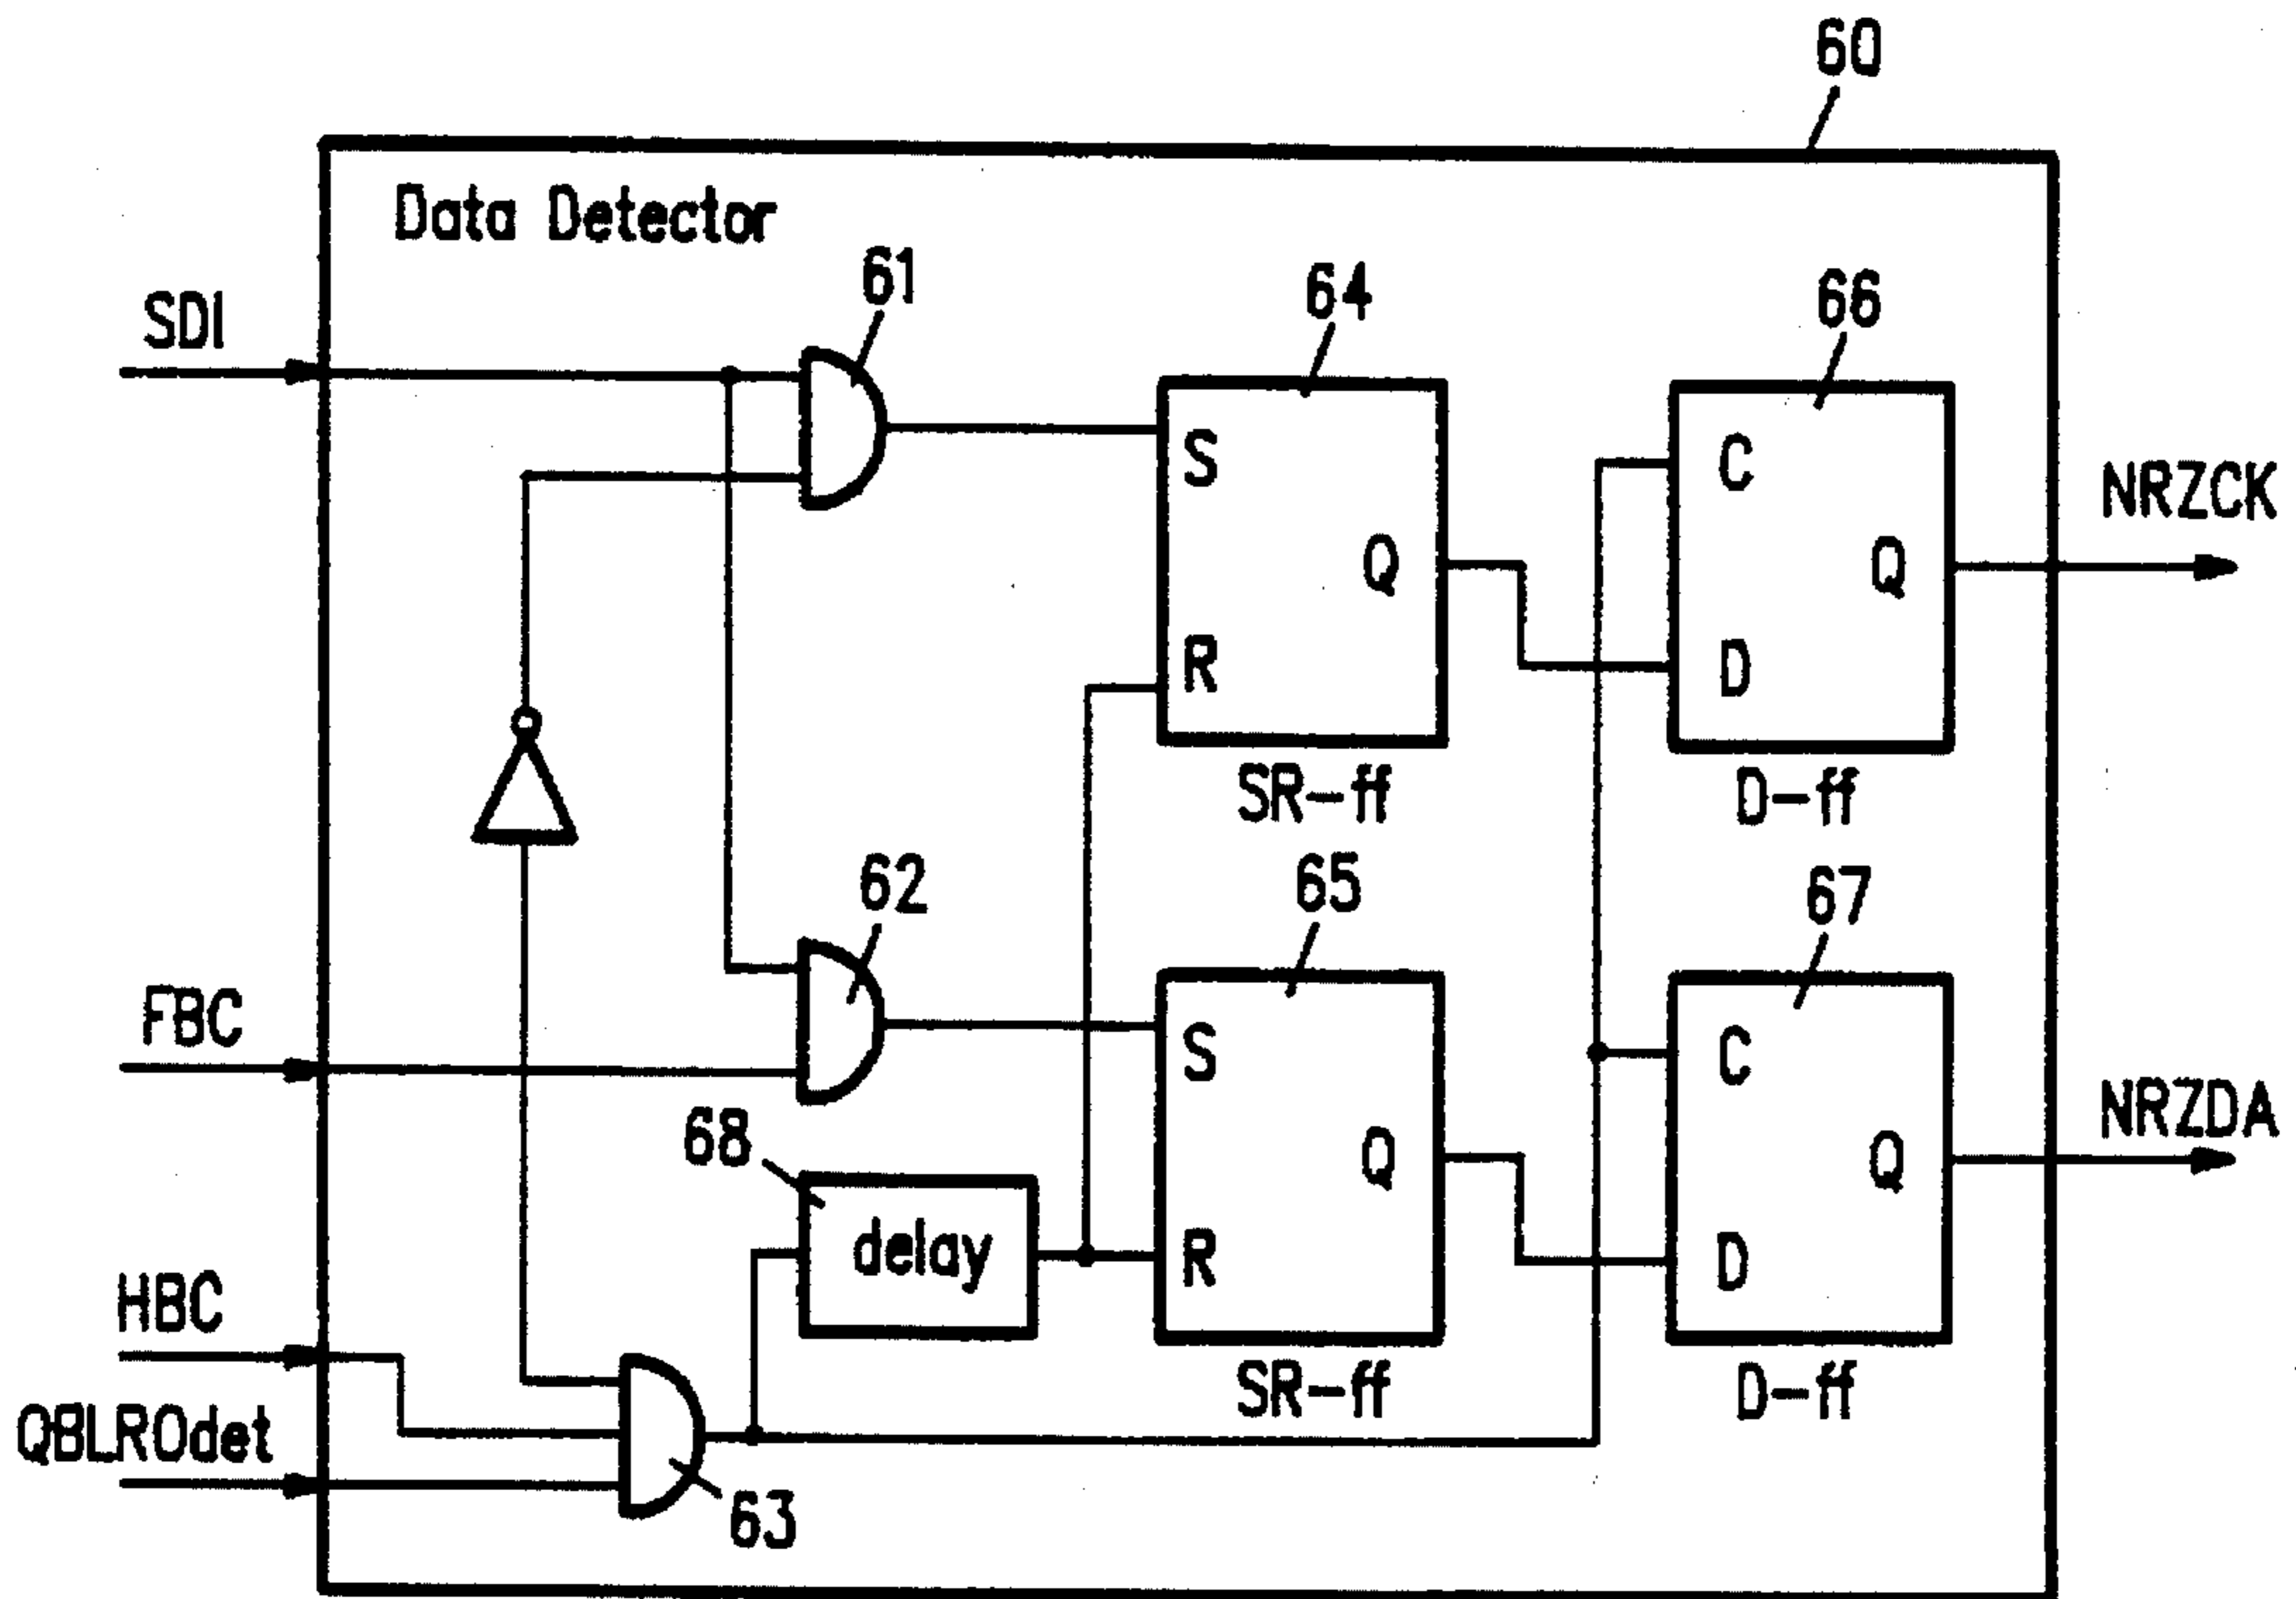 60
Data Detector
61
SDI
64
66
S
C
NRZCK
Q
Q
R
D
SR-ff
D-ff
62
65
67
FBC
S
C
68
NRZDA
Q
Q
delay
R
D
HBC
SR-ff
D-ff
QBLROdet
63